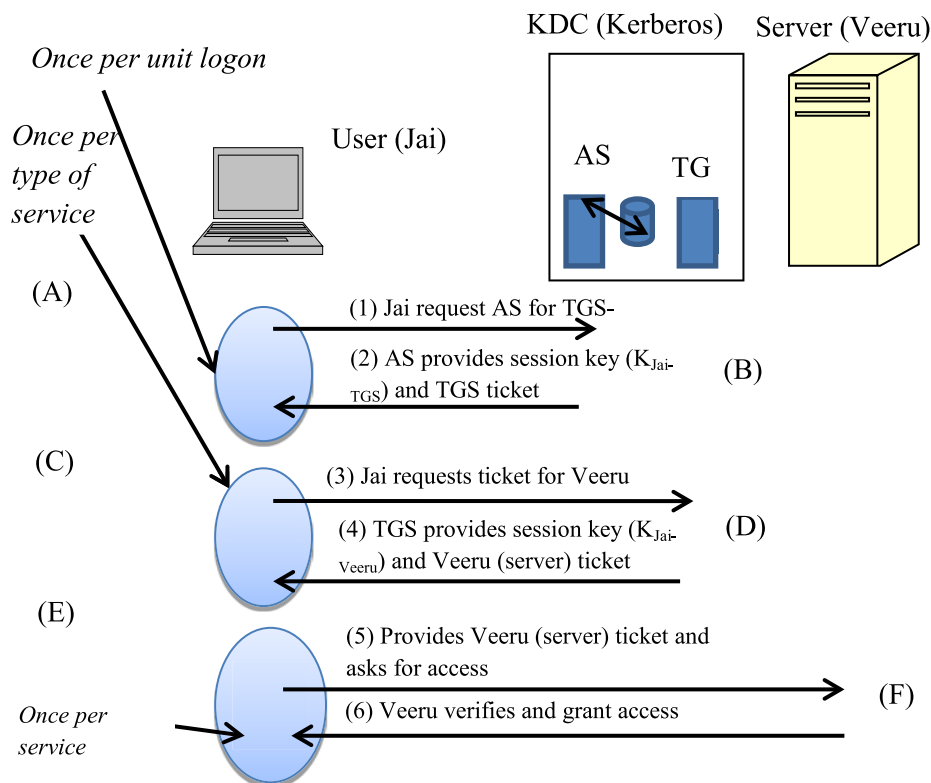 KDC (Kerberos)
Server (Veeru)
Once per unit logon
Once per
type of
service
User (Jai)
AS
TG
(A)
(1) Jai request AS for TGS-
(2) AS provides session key (KJai-
TGS) and TGS ticket
(B)
(C)
(3) Jai requests ticket for Veeru
(4) TGS provides session key (KJai-
Veeru) and Veeru (server) ticket
(D)
(E)
(5) Provides Veeru (server) ticket and
asks for access
(6) Veeru verifies and grant access
(F)
Once per
service